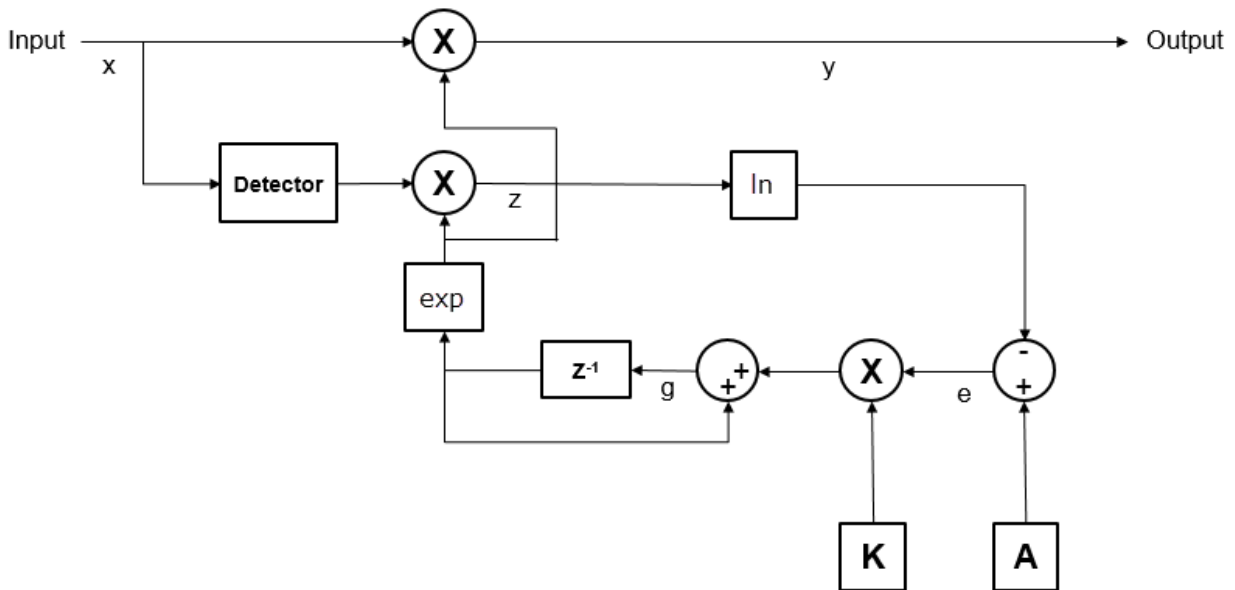 Input
x
X
y
Output
Detector
X
z
ln
exp
z-1
g
+
+
X
e
-
+
K
A